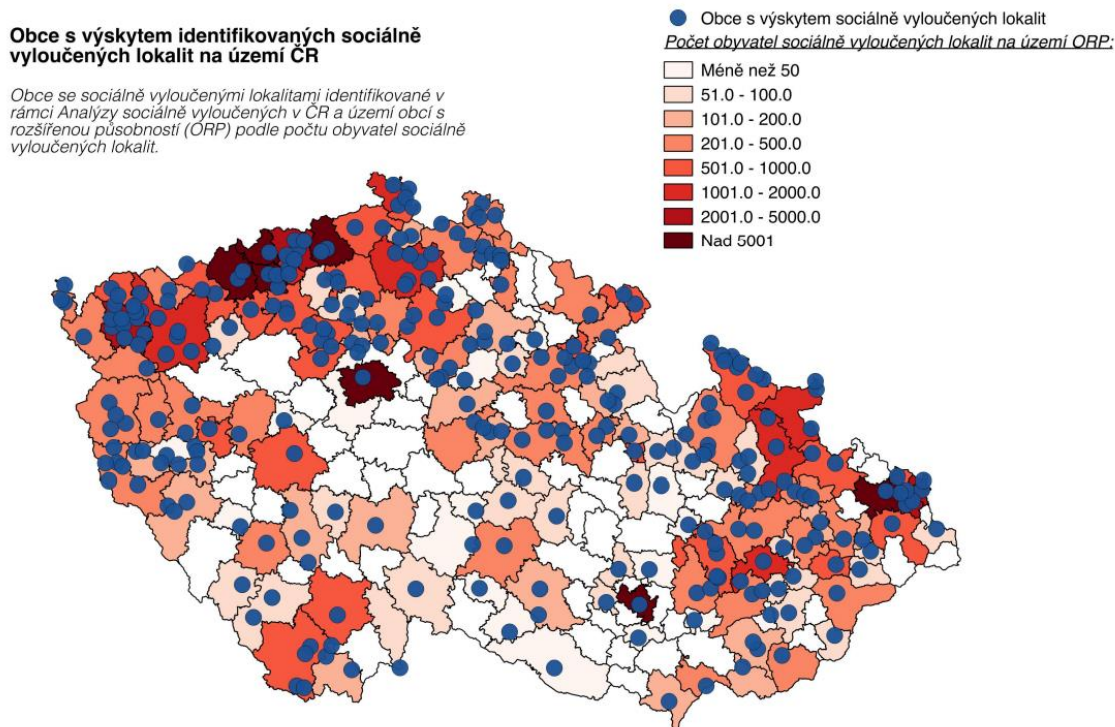 Obce s výskytem identifikovaných sociálně
vyloučených lokalit na území ČR
Obce se sociálně vyloučenými lokalitami identifikované v
rámci Analýzy sociálně vyloučených v ČR a území obcí s
rozšířenou působností (ORP) podle počtu obyvatel sociálně
vyloučených lokalit.
Obce s výskytem sociálně vyloučených lokalit
Počet obyvatel sociálně vyloučených lokalit na území ORP:
Méně než 50
51.0 - 100.0
101.0 - 200.0
201.0 - 500.0
501.0 - 1000.0
1001.0 - 2000.0
2001.0 - 5000.0
Nad 5001